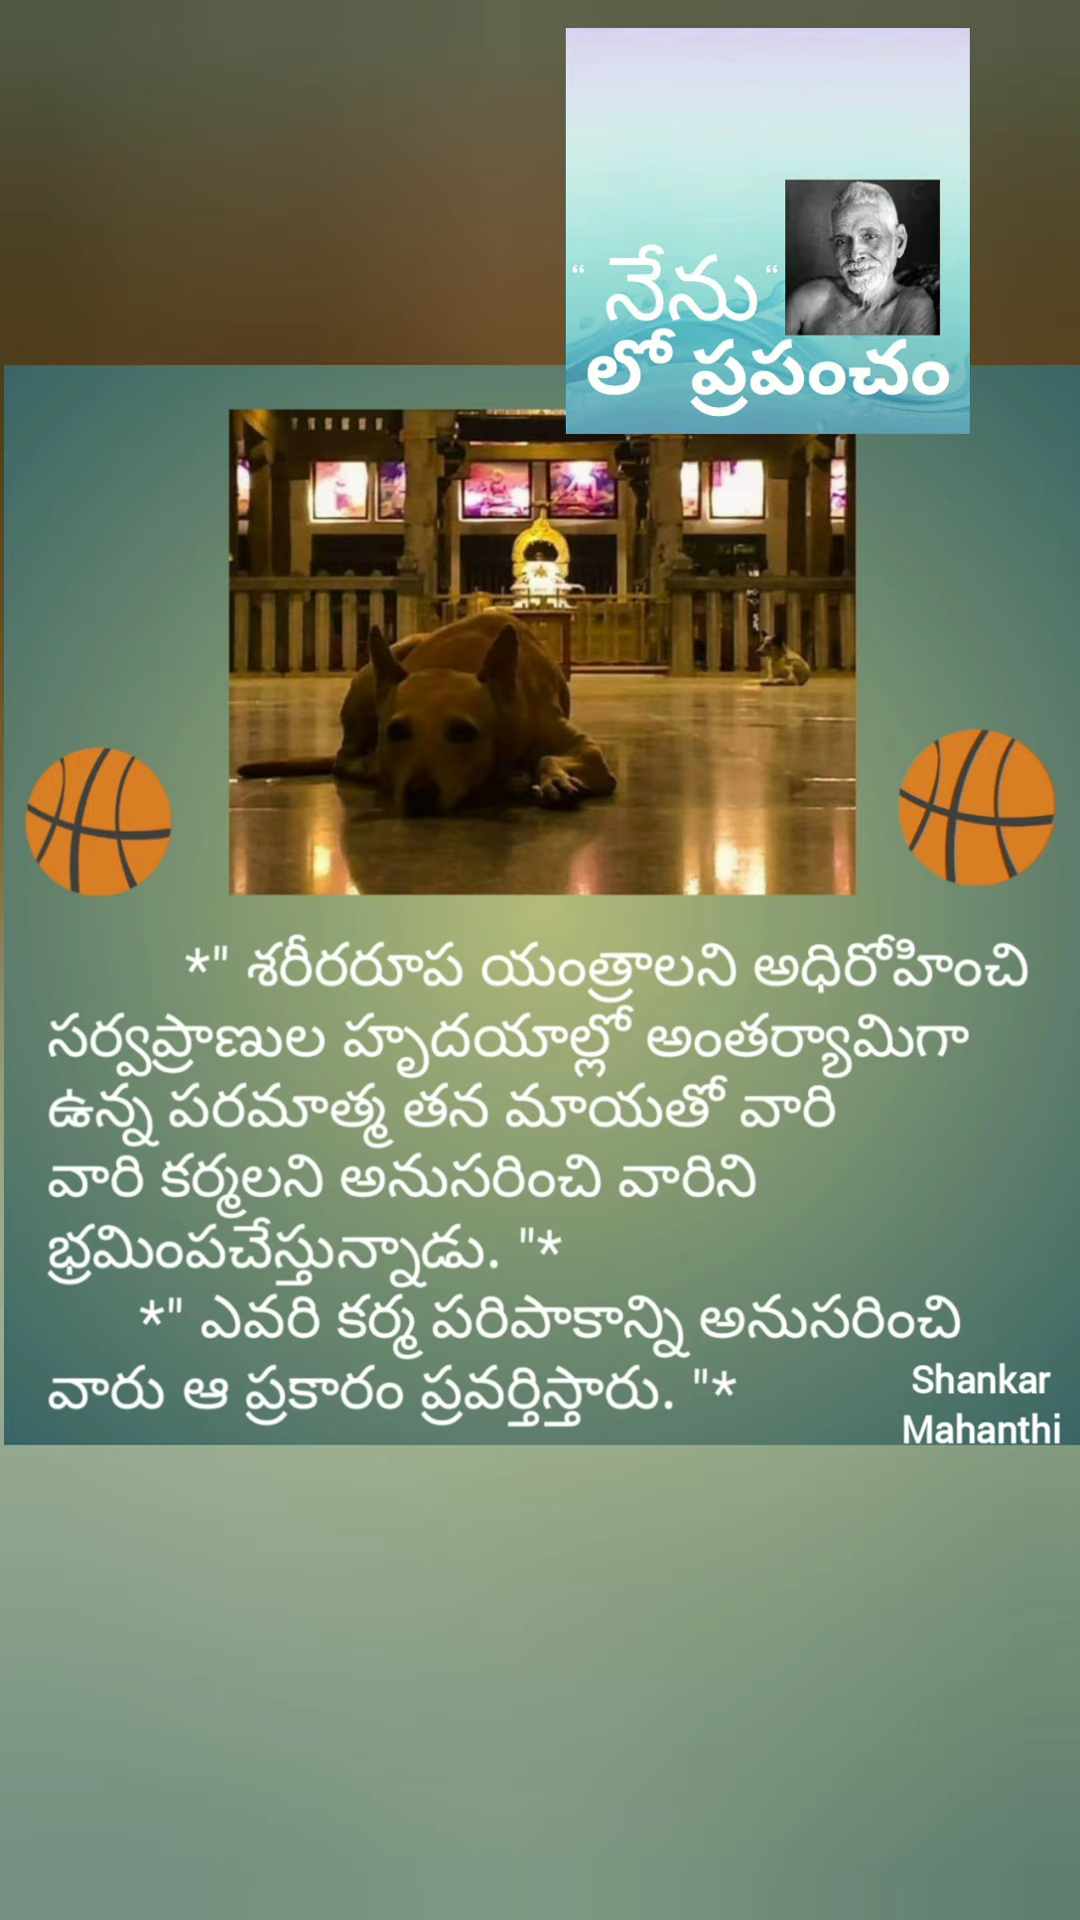 “ నేను “
లో ప్రపంచం
*" శరీరరూప యంత్రాలని అధిరోహించి
సర్వప్రాణుల హృదయాల్లో అంతర్యామిగా
ఉన్న పరమాత్మ తన మాయతో వారి
వారి కర్మలని అనుసరించి వారిని
భ్రమింపచేస్తున్నాడు. "*
*" ఎవరి కర్మ పరిపాకాన్ని అనుసరించి
వారు ఆ ప్రకారం ప్రవర్తిస్తారు. "*
Shankar
Mahanthi